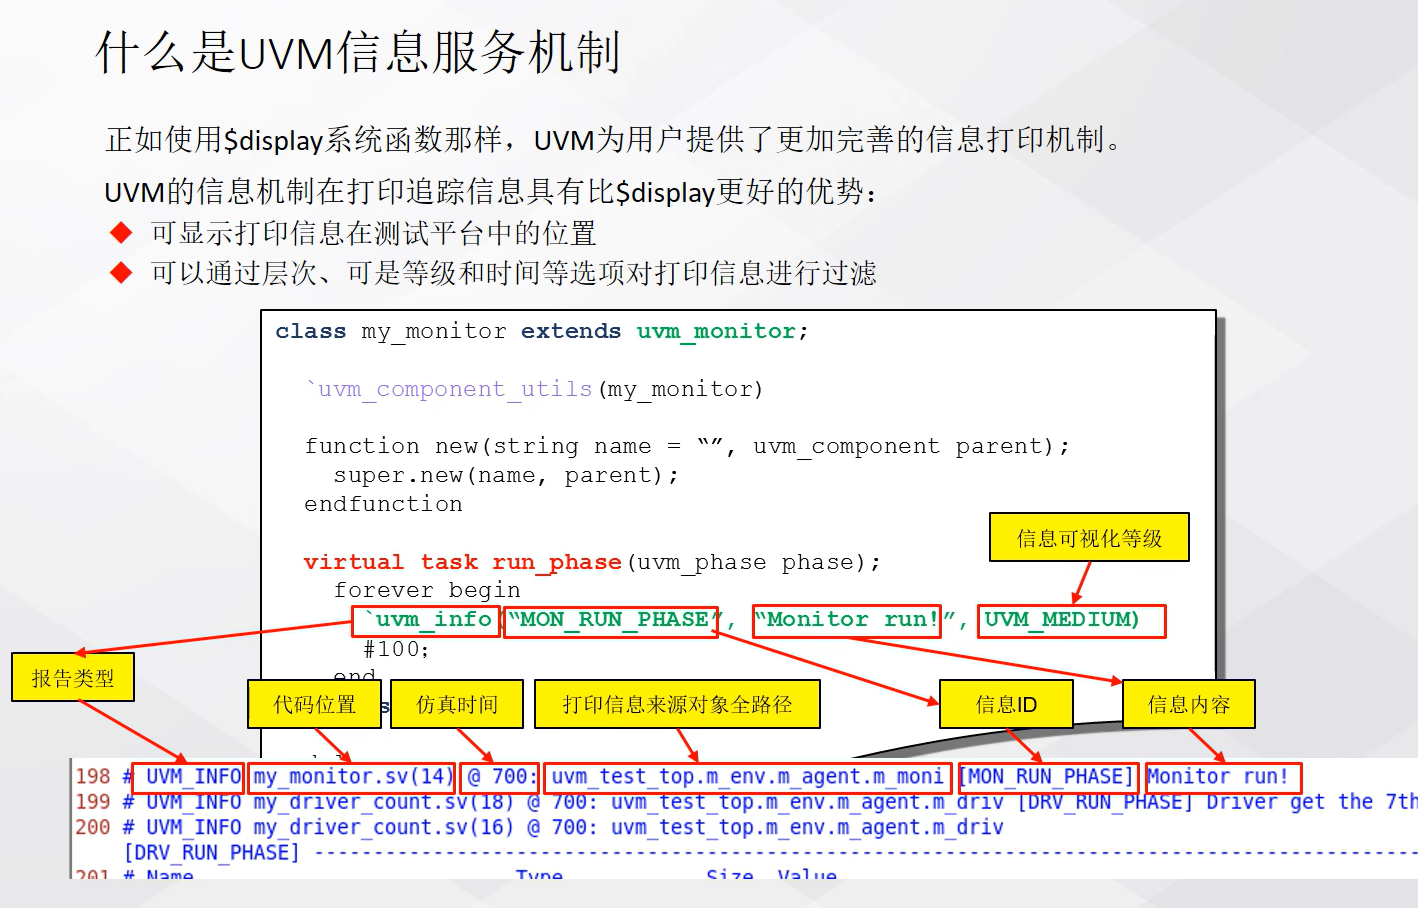 什么是UVM信息服务机制
正如使用$display系统函数那样，UVM为用户提供了更加完善的信息打印机制。
UVM的信息机制在打印追踪信息具有比$display更好的优势：
可显示打印信息在测试平台中的位置
可以通过层次、可是等级和时间等选项对打印信息进行过滤
class my_monitor extends uvm_monitor;
`uvm_component_utils(my_monitor)
function new(string name = “”, uvm_component parent);
super.new(name, parent);
endfunction
信息可视化等级
virtual task run_phase(uvm_phase phase);
forever begin
`uvm_info(“MON_RUN_PHASE”, “Monitor run!”, UVM_MEDIUM)
#100;
end
报告类型
代码位置
仿真时间
打印信息来源对象全路径
信息ID
信息内容
198 # UVM_INFO my_monitor.sv(14) @ 700: uvm_test_top.m_env.m_agent.m_moni [MON_RUN_PHASE] Monitor run!
199 # UVM_INFO my_driver_count.sv(18) @ 700: uvm_test_top.m_env.m_agent.m_driv [DRV_RUN_PHASE] Driver get the 7th
200 # UVM_INFO my_driver_count.sv(16) @ 700: uvm_test_top.m_env.m_agent.m_driv
[DRV_RUN_PHASE] ----------------------------------------------------------------------------------------------
201 # Name Type Size Value